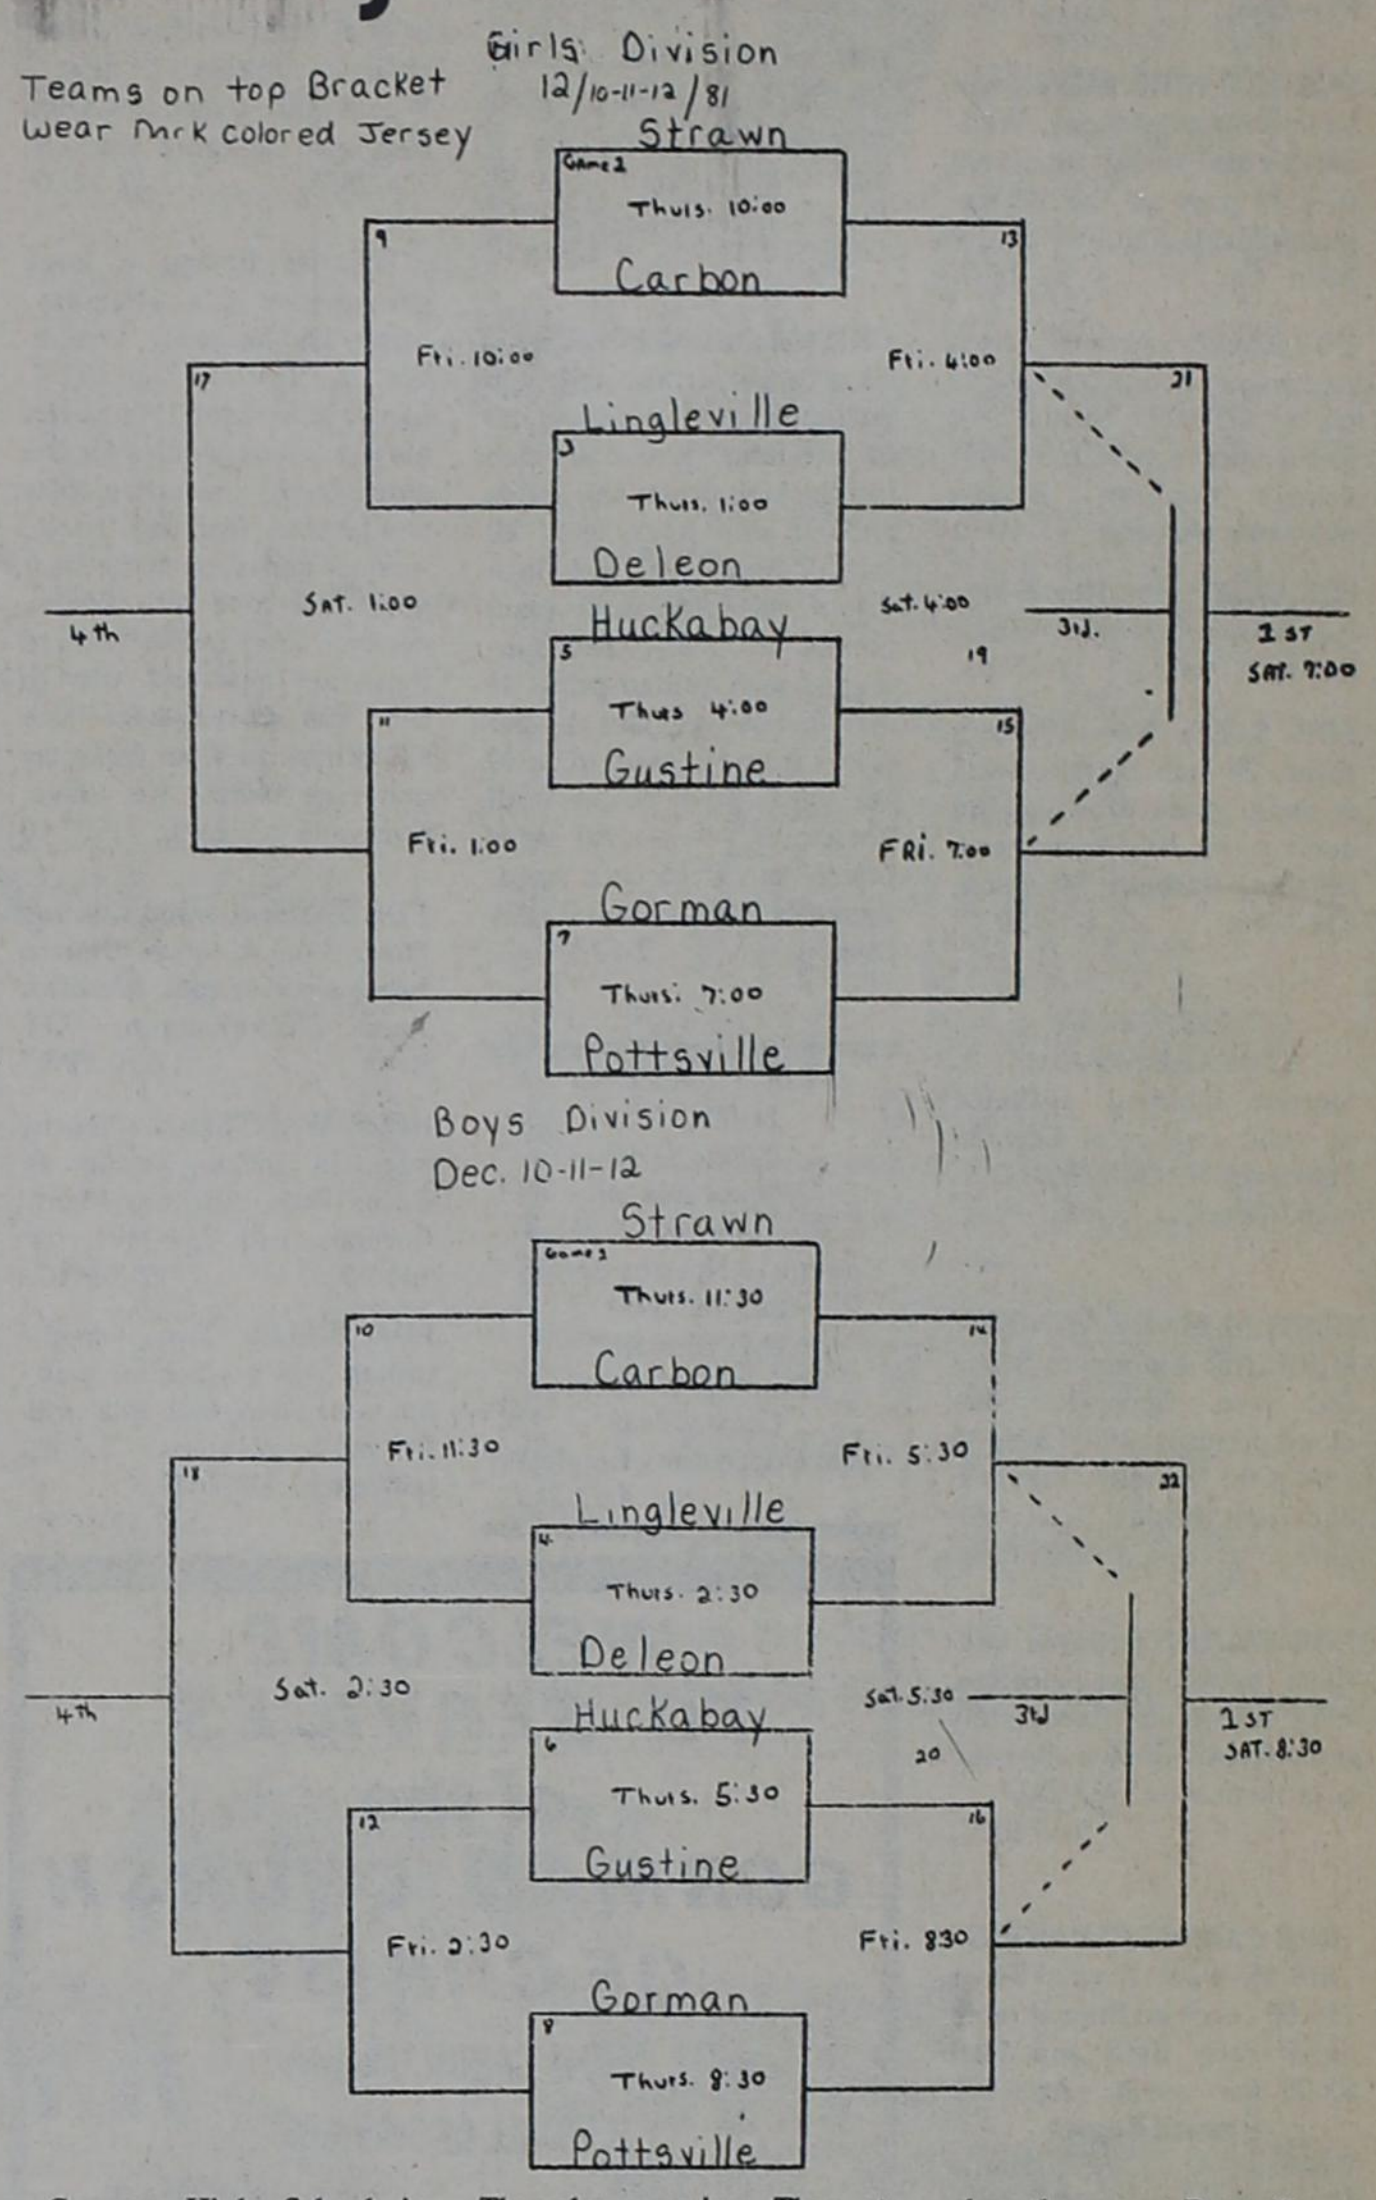 Girls Division
12/10-11-12/81
Teams on top Bracket
wear Drk colored Jersey
Strawn
Game 1
Thurs. 10:00
Carbon
9
13
Fri. 10:00
Fri. 4:00
17
21
Lingleville
3
Thurs. 1:00
Deleon
4th
Sat. 1:00
Sat. 4:00
3rd.
19
1st
Sat. 7:00
Huckabay
5
Thurs 4:00
Gustine
11
15
Fri. 1:00
FRi. 7:00
Gorman
7
Thurs. 7:00
Pottsville
Boys Division
Dec. 10-11-12
Strawn
Thurs. 11:30
Carbon
10
14
Fri. 11:30
Fri. 5:30
18
22
Lingleville
4
Thurs. 2:30
Deleon
4th
Sat. 2:30
Sat. 5:30
3rd
20
1ST
SAT. 8:30
Huckabay
6
Thurs. 5:30
Gustine
12
16
Fri. 2:30
Fri. 830
Gorman
8
Thurs. 8:30
Pottsville